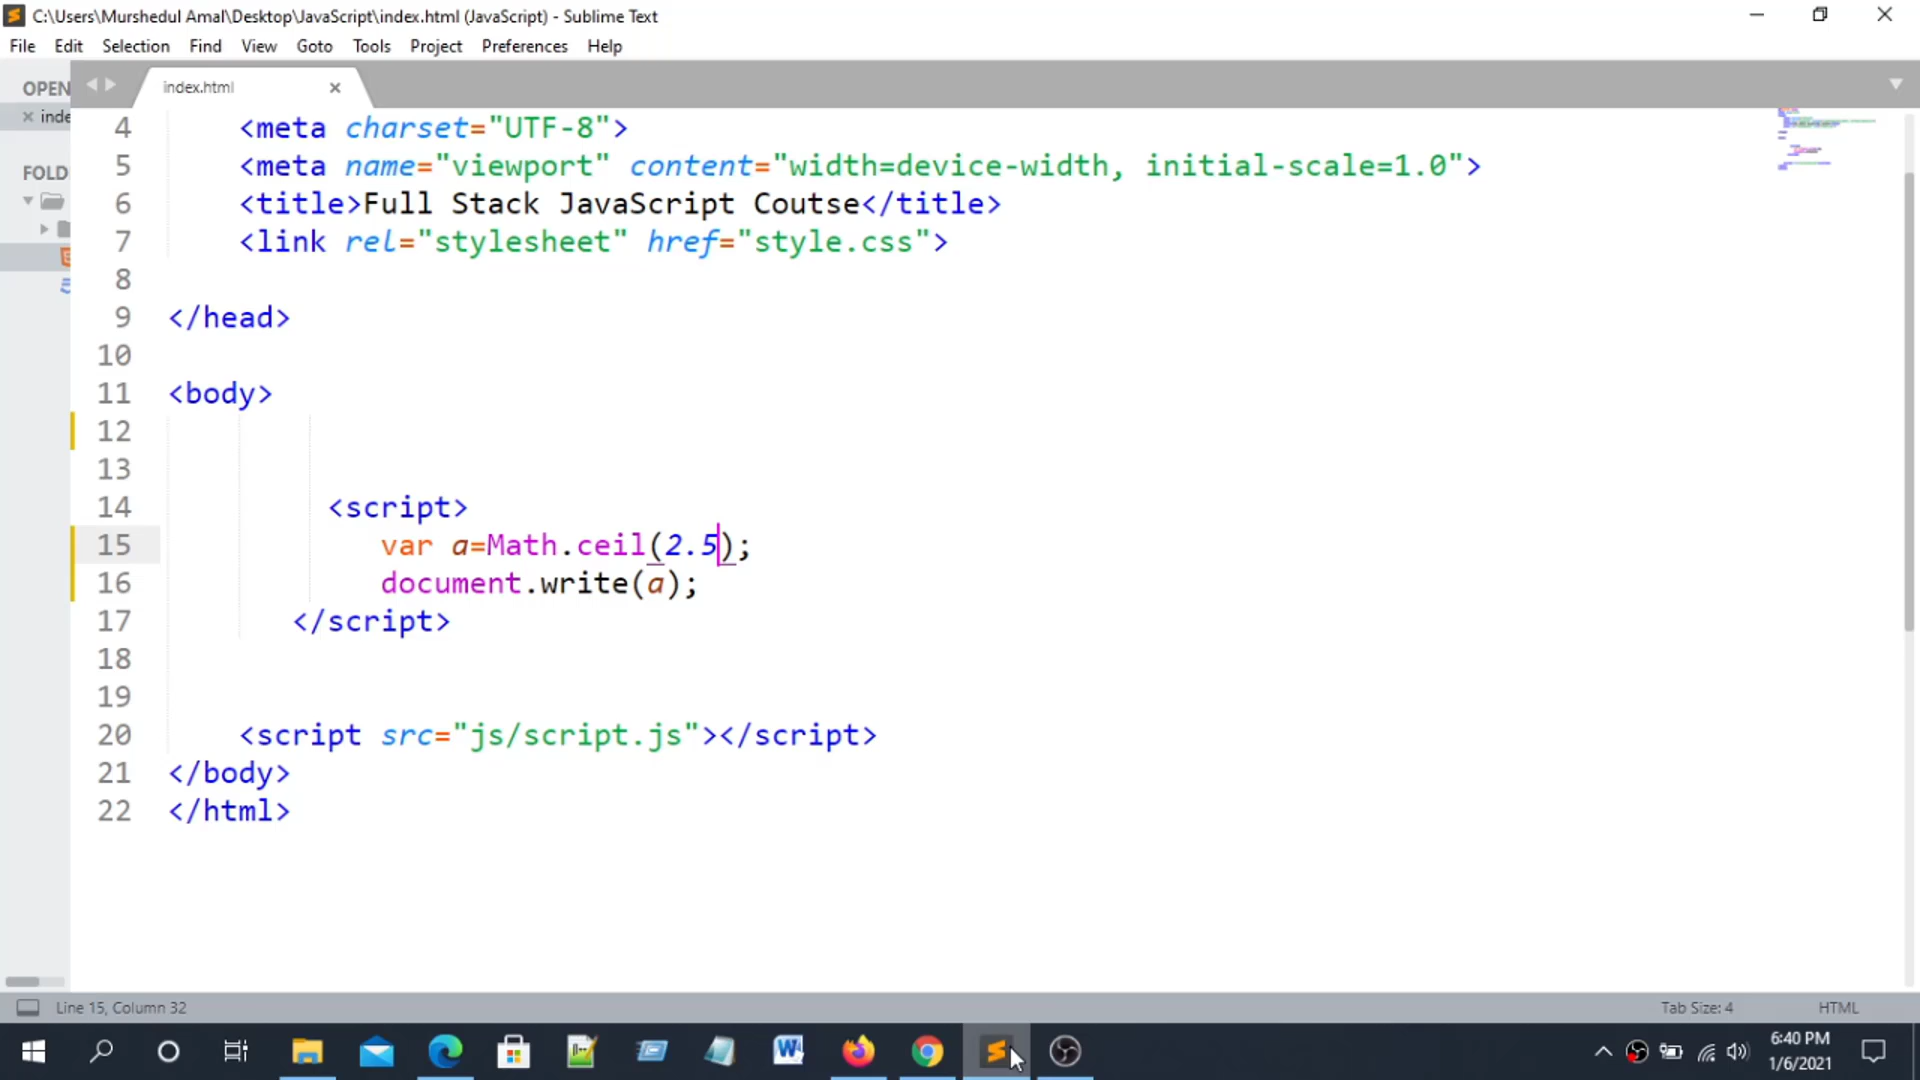 C:\Users\Murshedul Amal\Desktop\JavaScript\index.html (JavaScript) - Sublime Text
File Edit Selection Find View Goto Tools Project Preferences Help
OPEN
index.html
inde
FOLD
4 <meta charset="UTF-8">
5 <meta name="viewport" content="width=device-width, initial-scale=1.0">
6 <title>Full Stack JavaScript Coutse</title>
7 <link rel="stylesheet" href="style.css">
8
9 </head>
10
11 <body>
12
13
14 <script>
15 var a=Math.ceil(2.5);
16 document.write(a);
17 </script>
18
19
20 <script src="js/script.js"></script>
21 </body>
22 </html>
Line 15, Column 32
Tab Size: 4
HTML
6:40 PM
1/6/2021